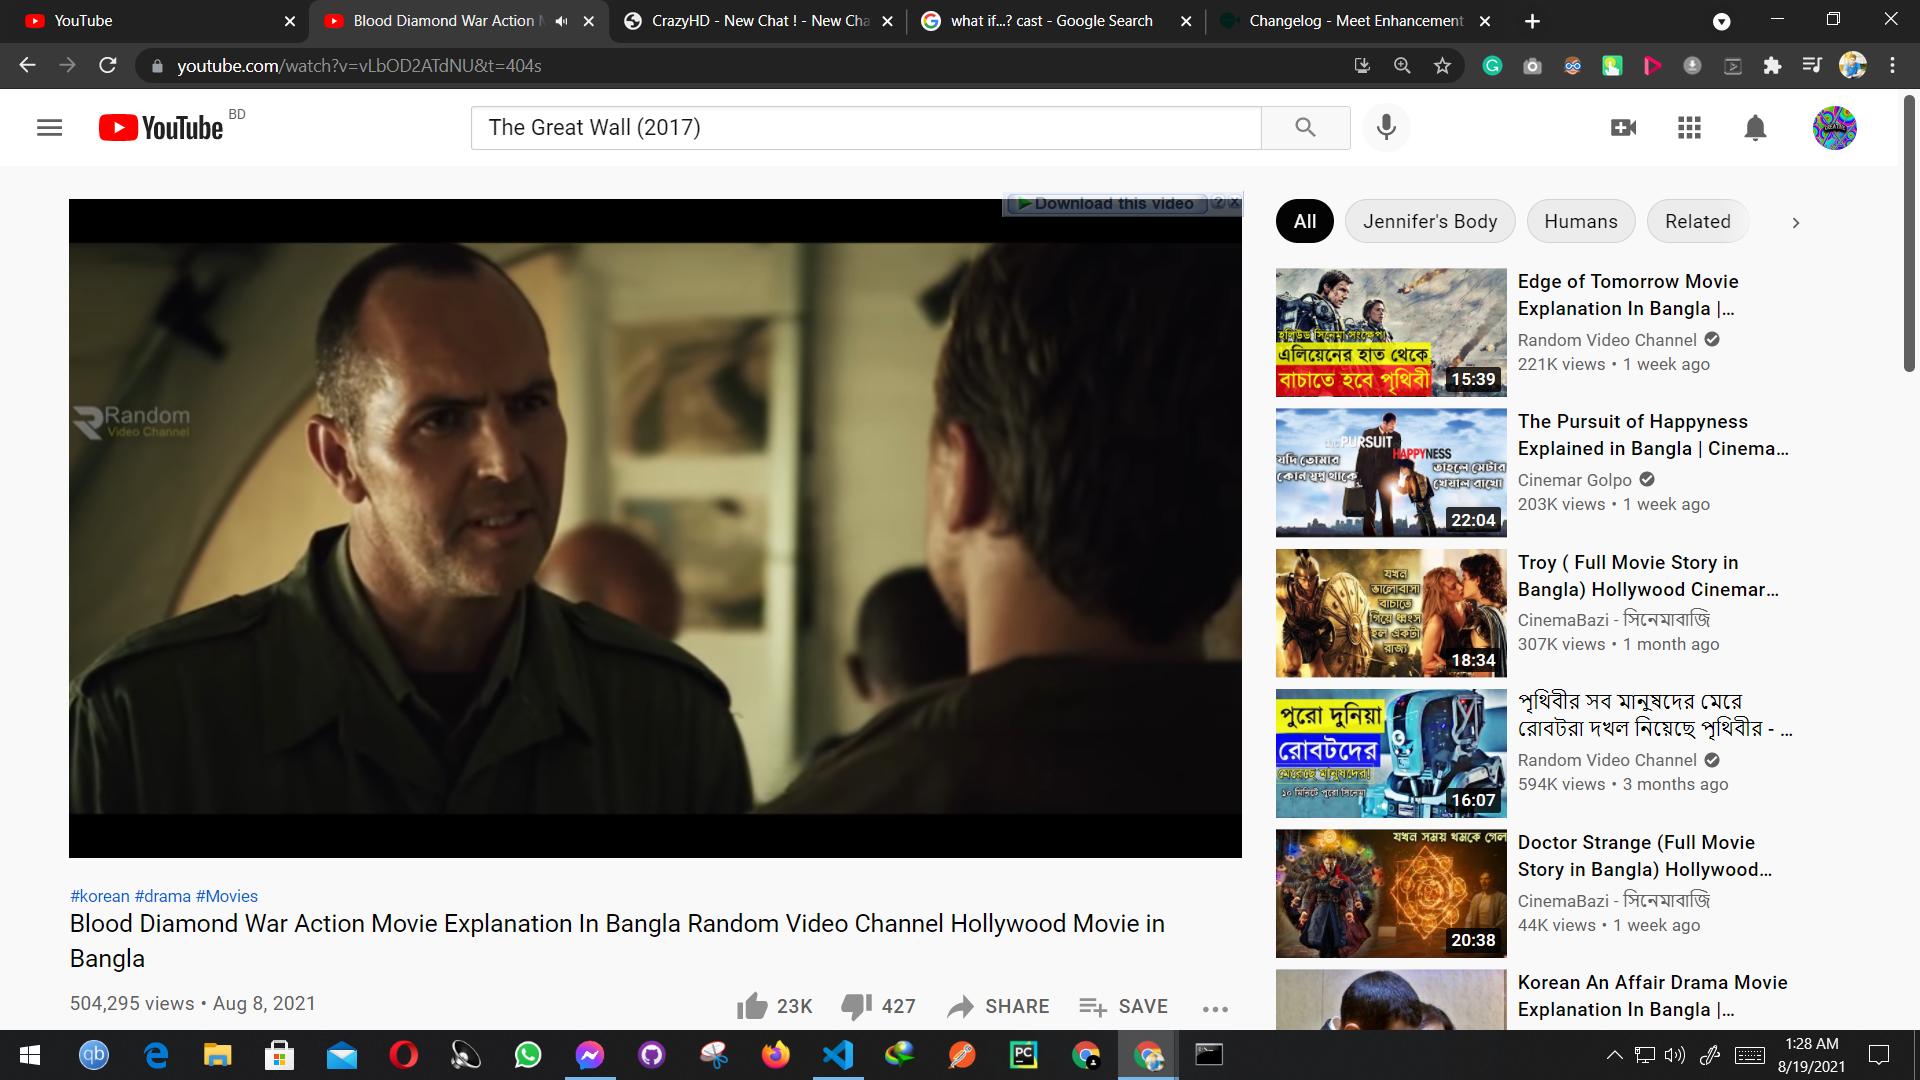 YouTube
Blood Diamond War Action
CrazyHD - New Chat ! - New Cha
what if...? cast - Google Search
Changelog - Meet Enhancement
youtube.com/watch?v=vLbOD2ATdNU&t=404s
YouTube BD
The Great Wall (2017)
Download this video
Random
Video Channel
All
Jennifer's Body
Humans
Related
হলিউড সিনেমা সংক্ষেপ!
এলিয়েনের হাত থেকে
বাচাতে হবে পৃথিবী
15:39
Edge of Tomorrow Movie
Explanation In Bangla |...
Random Video Channel
221K views • 1 week ago
PURSUIT
HAPPYNESS
যদি তোমার
কোন স্বপ্ন থাকে
তাহলে সেটার
খেয়াল রাখো
22:04
The Pursuit of Happyness
Explained in Bangla | Cinema...
Cinemar Golpo
203K views • 1 week ago
যখন
ভালোবাসা
বাচাতে
গিয়ে ধ্বংস
হল একটা
রাজ্য
18:34
Troy ( Full Movie Story in
Bangla) Hollywood Cinemar...
CinemaBazi - সিনেমাবাজি
307K views • 1 month ago
পুরো দুনিয়া
রোবটদের
মেরেছে মানুষদের!
১০ মিনিটে পুরো সিনেমা
16:07
পৃথিবীর সব মানুষদের মেরে
রোবটরা দখল নিয়েছে পৃথিবীর - ...
Random Video Channel
594K views • 3 months ago
যখন সময় থমকে গেল
20:38
Doctor Strange (Full Movie
Story in Bangla) Hollywood...
CinemaBazi - সিনেমাবাজি
44K views • 1 week ago
Korean An Affair Drama Movie
Explanation In Bangla |...
#korean #drama #Movies
Blood Diamond War Action Movie Explanation In Bangla Random Video Channel Hollywood Movie in
Bangla
504,295 views • Aug 8, 2021
23K
427
SHARE
SAVE
qb
PC
1:28 AM
8/19/2021